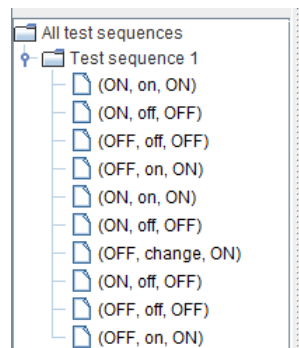 All test sequences
Test sequence 1
(ON, on, ON)
(ON, off, OFF)
(OFF, off, OFF)
(OFF, on, ON)
(ON, on, ON)
(ON, off, OFF)
(OFF, change, ON)
(ON, off, OFF)
(OFF, off, OFF)
(OFF, on, ON)